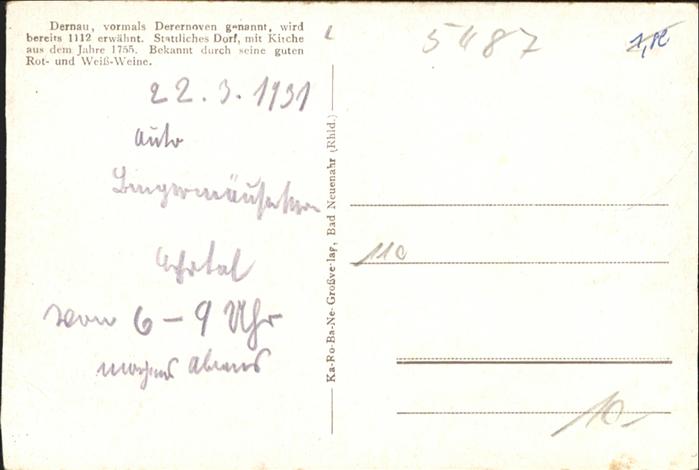 Dernau, vormals Derernoven genannt, wird
bereits 1112 erwähnt. Stattliches Dorf, mit Kirche
aus dem Jahre 1755. Bekannt durch seine guten
Rot- und Weiß-Weine.
22. 3. 1931
Auto
Ahrtal
von 6 - 9 Uhr
morgens Abends
Ka-Ro-Ba-Ne-Großverlag, Bad Neuenahr (Rhld.)
5487
110
10-